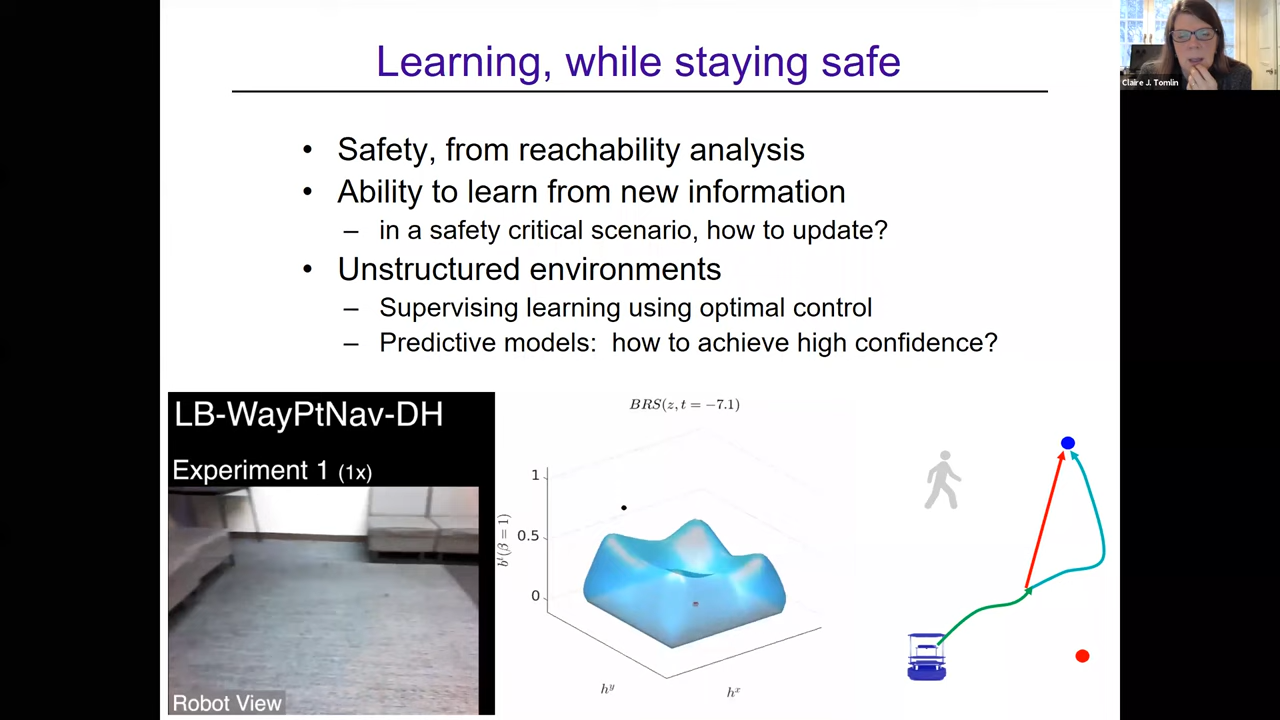 Learning, while staying safe
Claire J. Tomlin
• Safety, from reachability analysis
• Ability to learn from new information
– in a safety critical scenario, how to update?
• Unstructured environments
– Supervising learning using optimal control
– Predictive models: how to achieve high confidence?
LB-WayPtNav-DH
Experiment 1 (1x)
Robot View
BRS(z, t = −7.1)
1
0.5
0
b^t(β = 1)
h^y
h^x